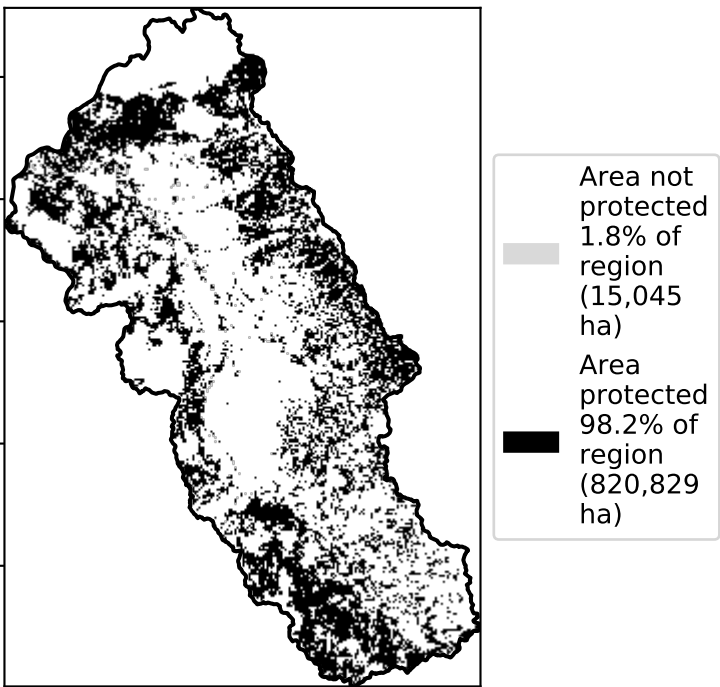 Area not
protected
1.8% of
region
(15,045
ha)
Area
protected
98.2% of
region
(820,829
ha)